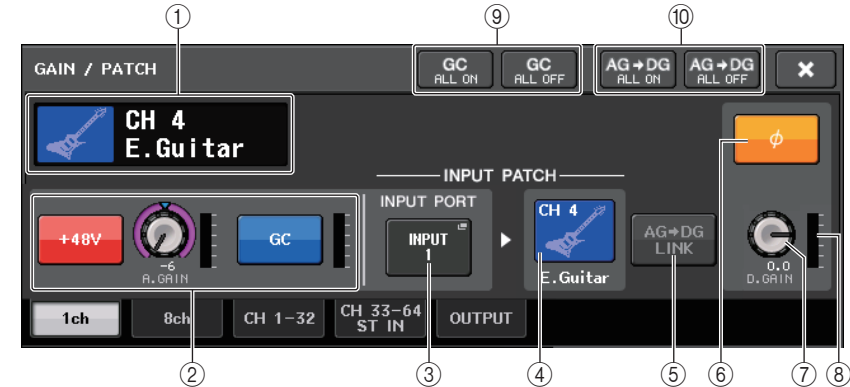 ① ⑨ ⑩
GAIN / PATCH
GC
ALL ON
GC
ALL OFF
AG➔DG
ALL ON
AG➔DG
ALL OFF
×
CH 4
E.Guitar
ϕ
INPUT PATCH
INPUT PORT
+48V
-6
A.GAIN
GC
INPUT
1
CH 4
E.Guitar
AG➔DG
LINK
0.0
D.GAIN
1ch
8ch
CH 1-32
CH 33-64
ST IN
OUTPUT
② ③ ④ ⑤ ⑥ ⑦ ⑧